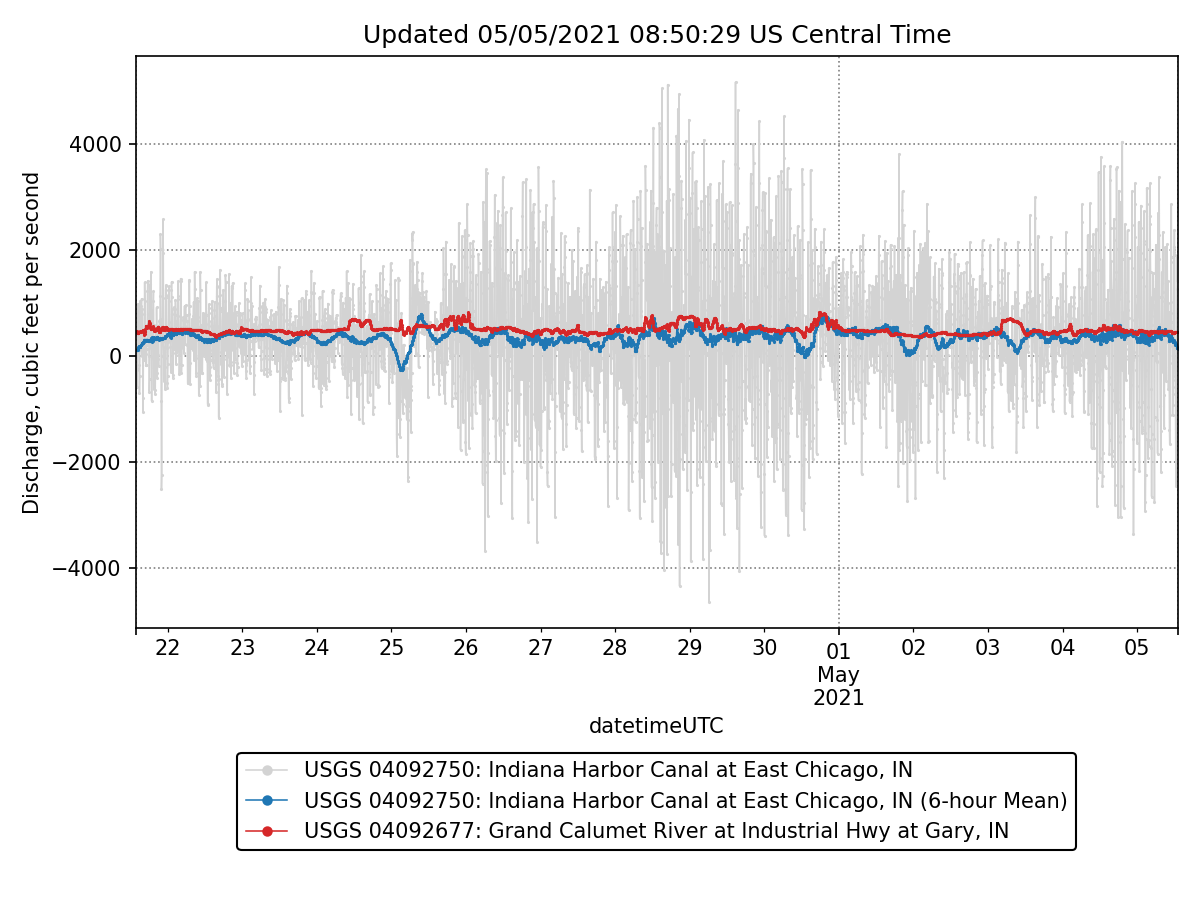 Updated 05/05/2021 08:50:29 US Central Time
Discharge, cubic feet per second
4000
2000
0
−2000
−4000
22 23 24 25 26 27 28 29 30 01 02 03 04 05
May
2021
datetimeUTC
USGS 04092750: Indiana Harbor Canal at East Chicago, IN
USGS 04092750: Indiana Harbor Canal at East Chicago, IN (6-hour Mean)
USGS 04092677: Grand Calumet River at Industrial Hwy at Gary, IN